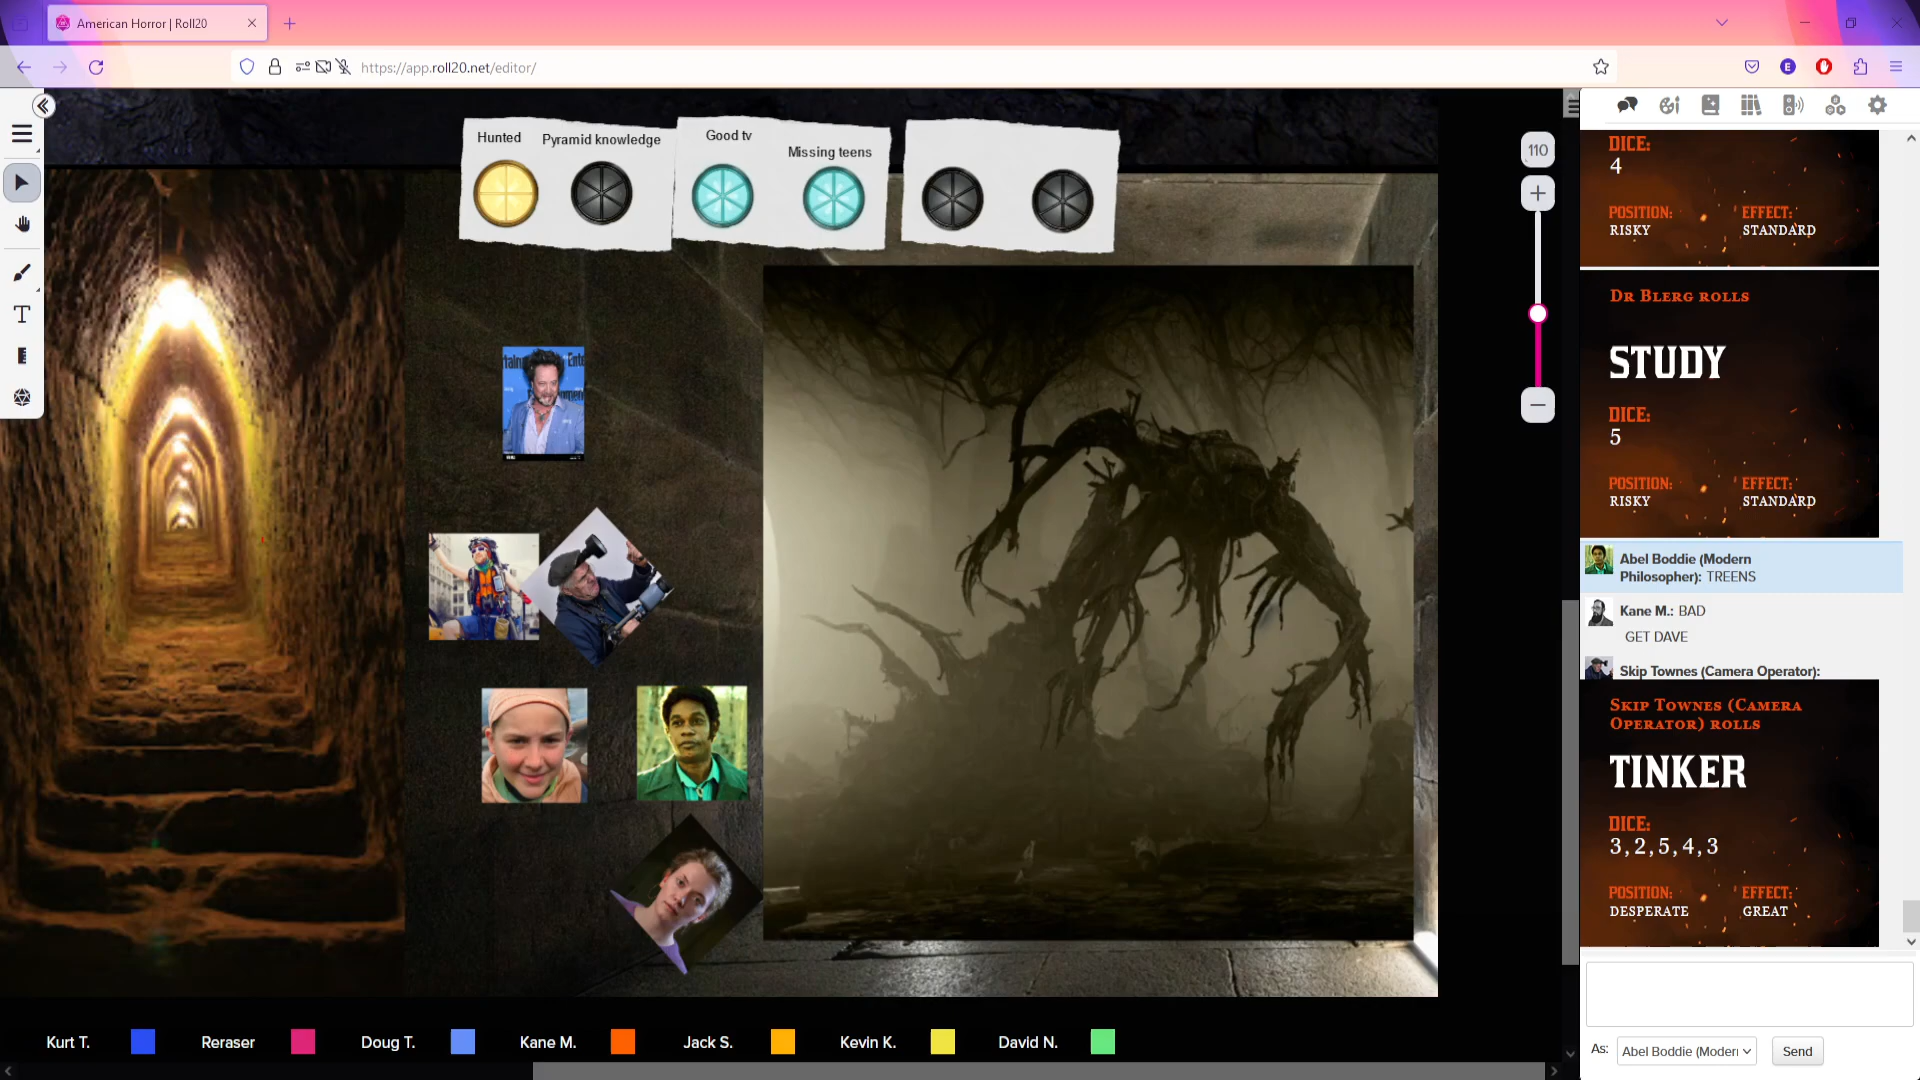 American Horror | Roll20
https://app.roll20.net/editor/
E
Hunted
Pyramid knowledge
Good tv
Missing teens
110
DICE:
4
POSITION:
EFFECT:
RISKY
STANDARD
DR BLERG ROLLS
STUDY
DICE:
5
POSITION:
EFFECT:
RISKY
STANDARD
Abel Boddie (Modern
Philosopher): TREENS
Kane M.: BAD
GET DAVE
Skip Townes (Camera Operator):
SKIP TOWNES (CAMERA
OPERATOR) ROLLS
TINKER
DICE:
3, 2, 5, 4, 3
POSITION:
EFFECT:
DESPERATE
GREAT
Kurt T.
Reraser
Doug T.
Kane M.
Jack S.
Kevin K.
David N.
As:
Abel Boddie (Modern
Send